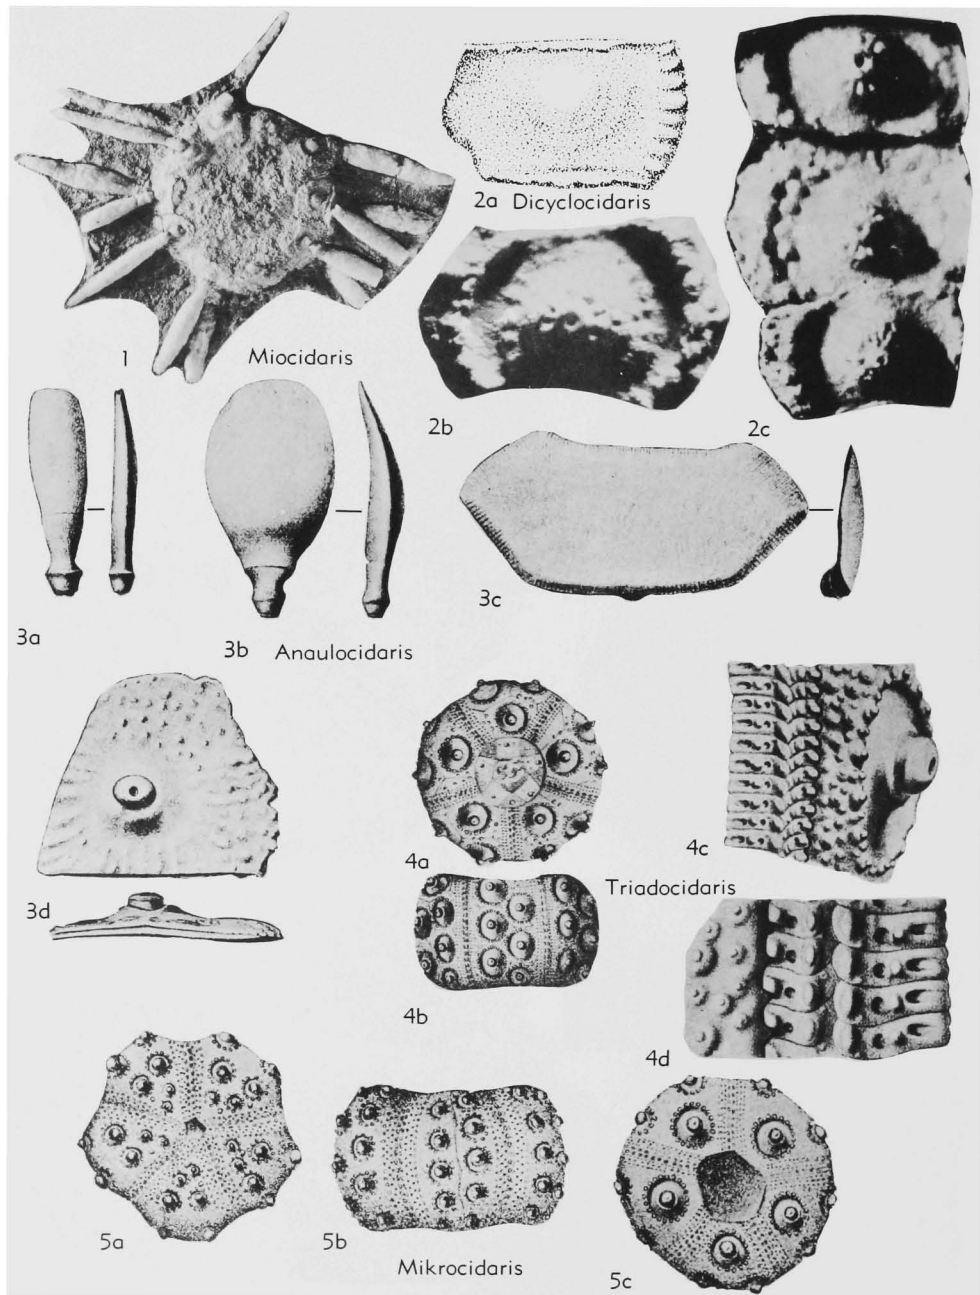 2a Dicyclocidaris
1 Miocidaris
2b
2c
3a
3b Anaulocidaris
3c
3d
4a
4c
Triadocidaris
4b
4d
5a
5b
Mikrocidaris
5c